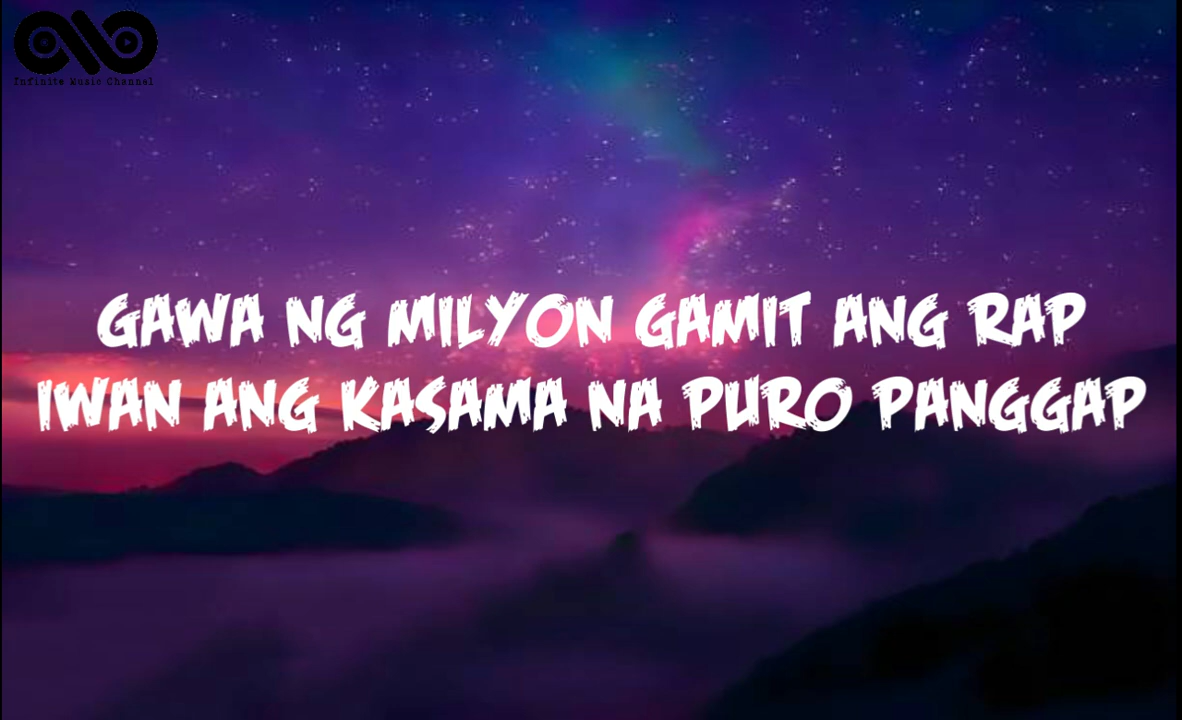 Infinite Music Channel
GAWA NG MILYON GAMIT ANG RAP
IWAN ANG KASAMA NA PURO PANGGAP